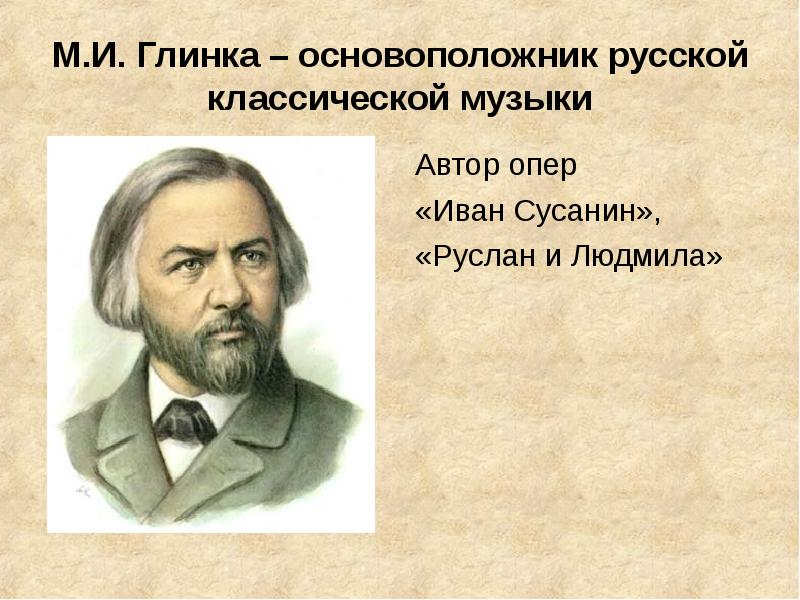 М.И. Глинка – основоположник русской
классической музыки
Автор опер
«Иван Сусанин»,
«Руслан и Людмила»